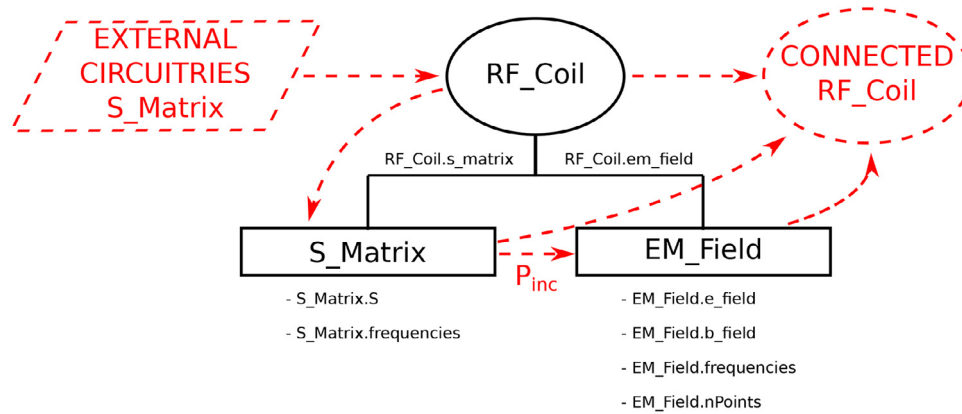 EXTERNAL
CIRCUITRIES
S_Matrix
RF_Coil
CONNECTED
RF_Coil
RF_Coil.s_matrix
RF_Coil.em_field
S_Matrix
P_inc
EM_Field
- S_Matrix.S
- S_Matrix.frequencies
- EM_Field.e_field
- EM_Field.b_field
- EM_Field.frequencies
- EM_Field.nPoints